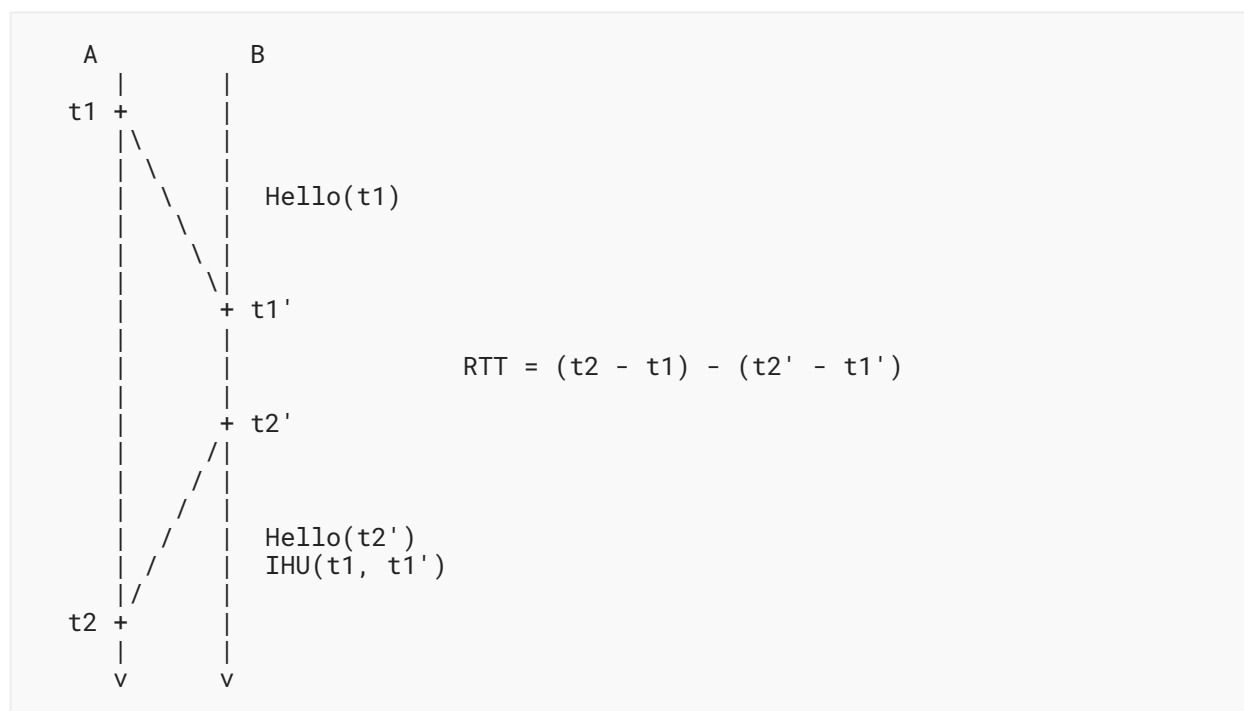 A B
t1 +
Hello(t1)
+ t1'
RTT = (t2 - t1) - (t2' - t1')
+ t2'
Hello(t2')
IHU(t1, t1')
t2 +
v v